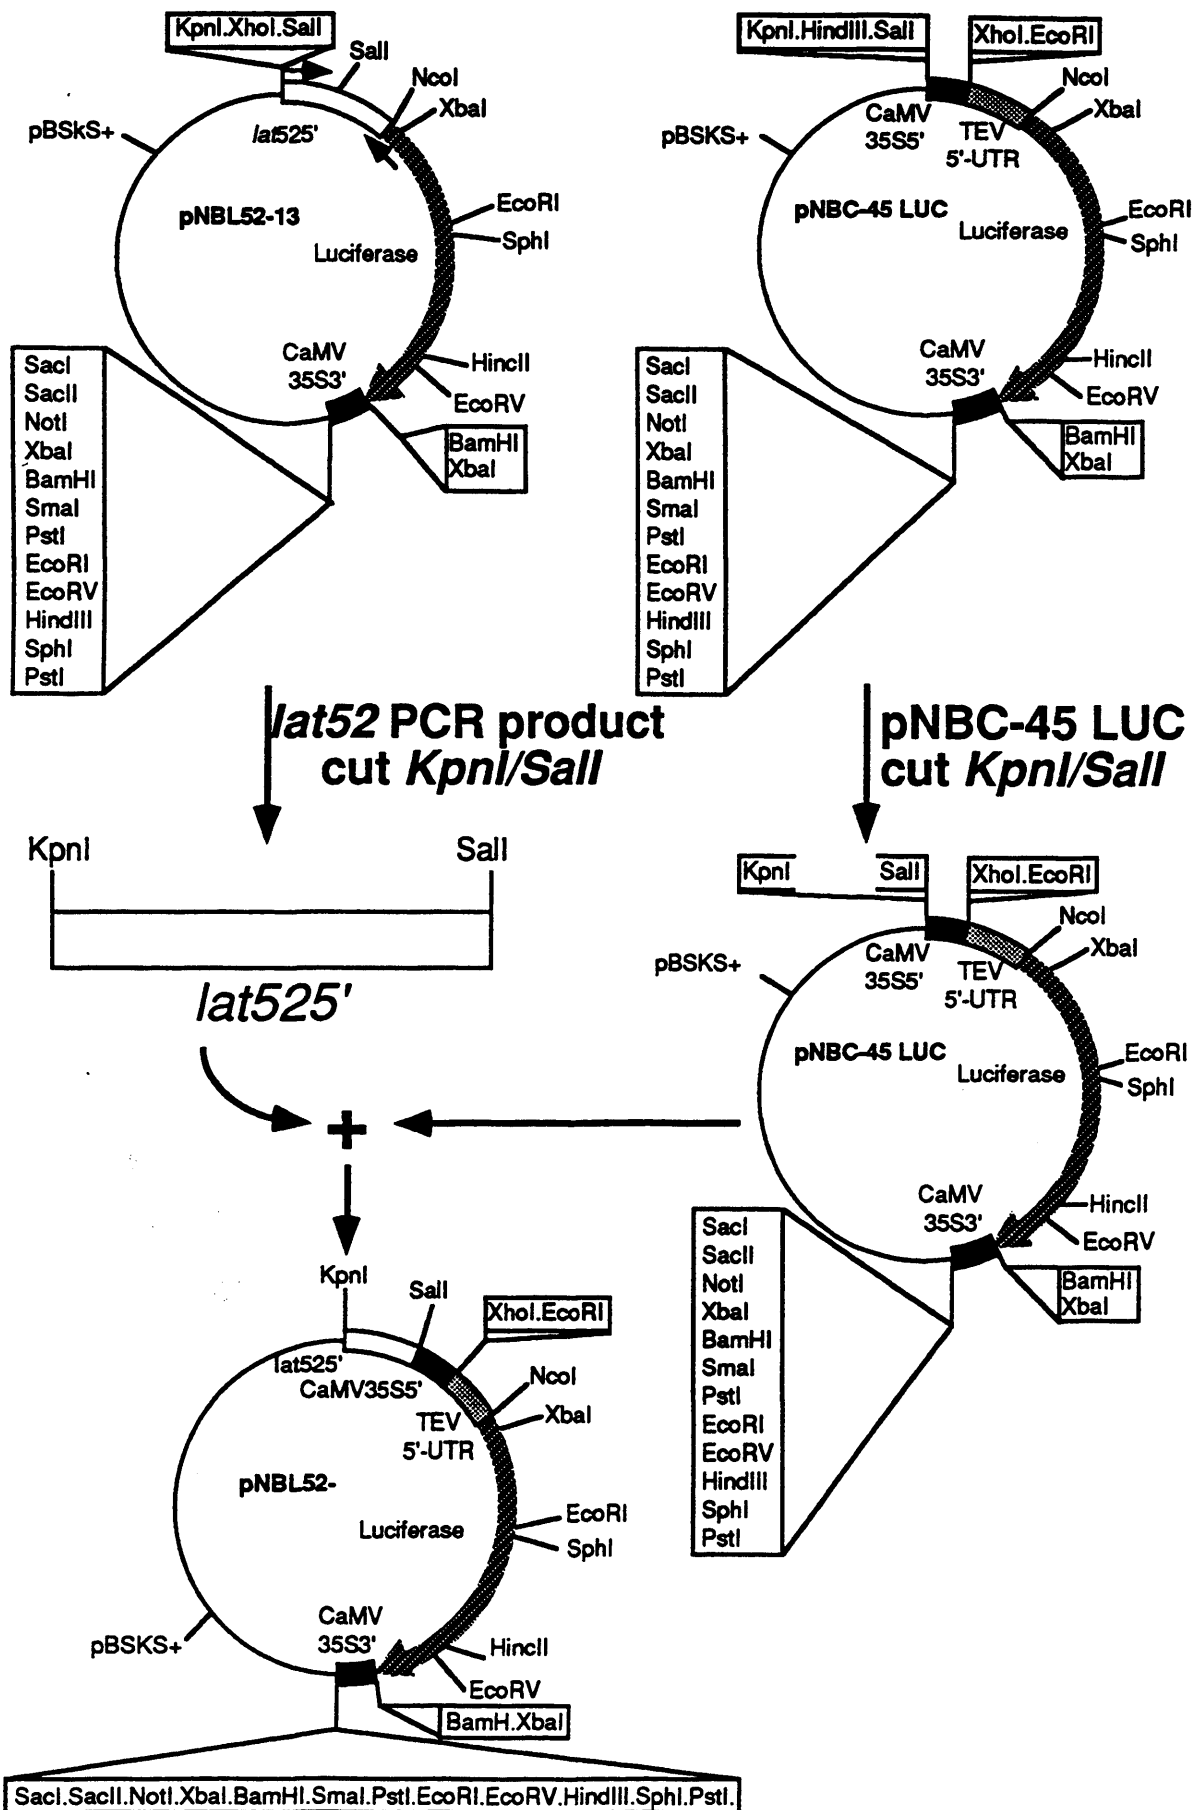 KpnI.XhoI.SalI
SalI
NcoI
XbaI
pBSkS+
lat525'
pNBL52-13
EcoRI
SphI
Luciferase
CaMV
35S3'
HincII
EcoRV
BamHI
XbaI
SacI
SacII
NotI
XbaI
BamHI
SmaI
PstI
EcoRI
EcoRV
HindIII
SphI
PstI
KpnI.HindIII.SalI
XhoI.EcoRI
NcoI
XbaI
CaMV
35S5'
TEV
5'-UTR
pBSKS+
pNBC-45 LUC
EcoRI
SphI
Luciferase
CaMV
35S3'
HincII
EcoRV
BamHI
XbaI
SacI
SacII
NotI
XbaI
BamHI
SmaI
PstI
EcoRI
EcoRV
HindIII
SphI
PstI
lat52 PCR product
cut KpnI/SalI
pNBC-45 LUC
cut KpnI/SalI
KpnI
SalI
lat525'
+
KpnI
SalI
XhoI.EcoRI
NcoI
XbaI
CaMV
35S5'
TEV
5'-UTR
pBSKS+
pNBC-45 LUC
EcoRI
SphI
Luciferase
CaMV
35S3'
HincII
EcoRV
BamHI
XbaI
SacI
SacII
NotI
XbaI
BamHI
SmaI
PstI
EcoRI
EcoRV
HindIII
SphI
PstI
KpnI
SalI
XhoI.EcoRI
lat525'
CaMV35S5'
NcoI
XbaI
TEV
5'-UTR
pNBL52-
Luciferase
EcoRI
SphI
CaMV
35S3'
pBSKS+
HincII
EcoRV
BamH.XbaI
SacI.SacII.NotI.XbaI.BamHI.SmaI.PstI.EcoRI.EcoRV.HindIII.SphI.PstI.